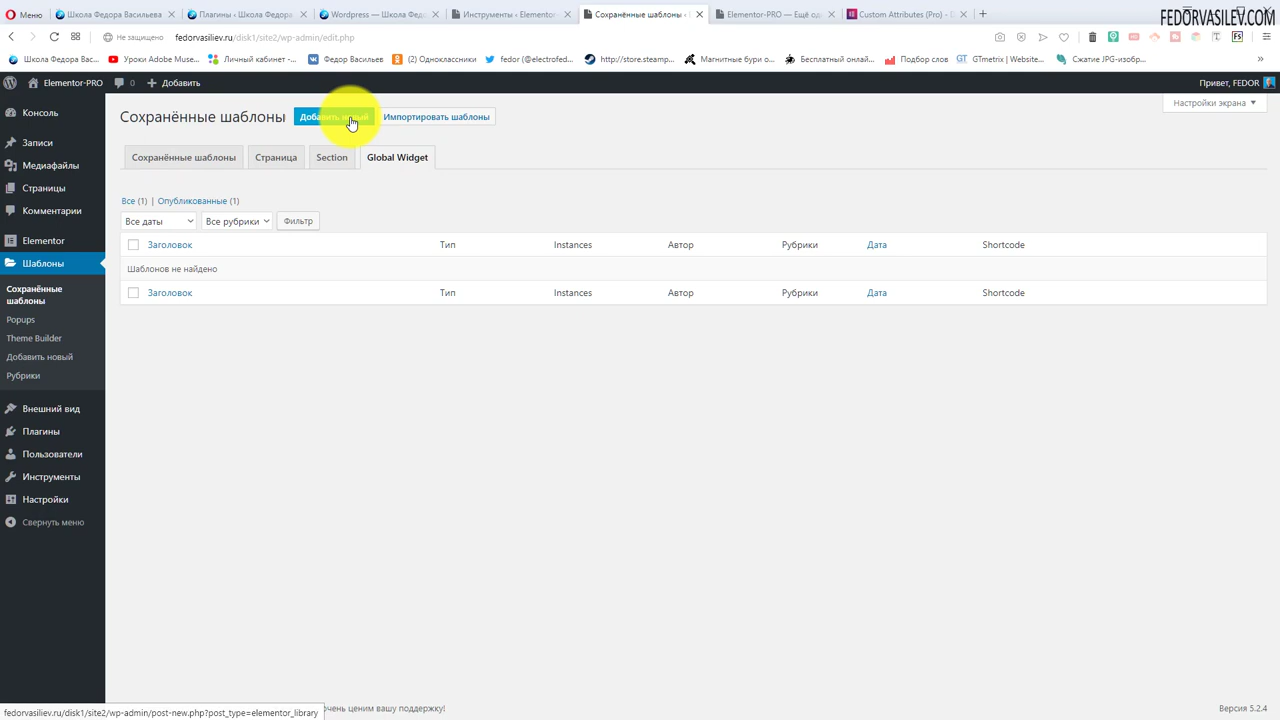 Меню
Школа Федора Васильева
Плагины ‹ Школа Федора
Wordpress — Школа Федо
Инструменты ‹ Elementor
Сохранённые шаблоны ‹
Elementor-PRO — Ещё од
Custom Attributes {Pro} - E
FEDORVASILEV.COM
Не защищено
fedorvasiliev.ru/disk1/site2/wp-admin/edit.php
Школа Федора Вас...
Уроки Adobe Muse...
Личный кабинет -...
Федор Васильев
(2) Одноклассники
fedor (@electrofed...
http://store.steamp...
Магнитные бури о...
Бесплатный онлай...
Подбор слов
GTmetrix | Website...
Сжатие JPG-изобр...
Elementor-PRO
0
Добавить
Привет, FEDOR
Настройки экрана
Консоль
Записи
Медиафайлы
Страницы
Комментарии
Elementor
Шаблоны
Сохранённые
шаблоны
Popups
Theme Builder
Добавить новый
Рубрики
Внешний вид
Плагины
Пользователи
Инструменты
Настройки
Свернуть меню
Сохранённые шаблоны
Добавить новый
Импортировать шаблоны
Сохранённые шаблоны
Страница
Section
Global Widget
Все (1) | Опубликованные (1)
Все даты
Все рубрики
Фильтр
Заголовок Тип Instances Автор Рубрики Дата Shortcode
Шаблонов не найдено
Заголовок Тип Instances Автор Рубрики Дата Shortcode
fedorvasiliev.ru/disk1/site2/wp-admin/post-new.php?post_type=elementor_library
очень ценим вашу поддержку!
Версия 5.2.4